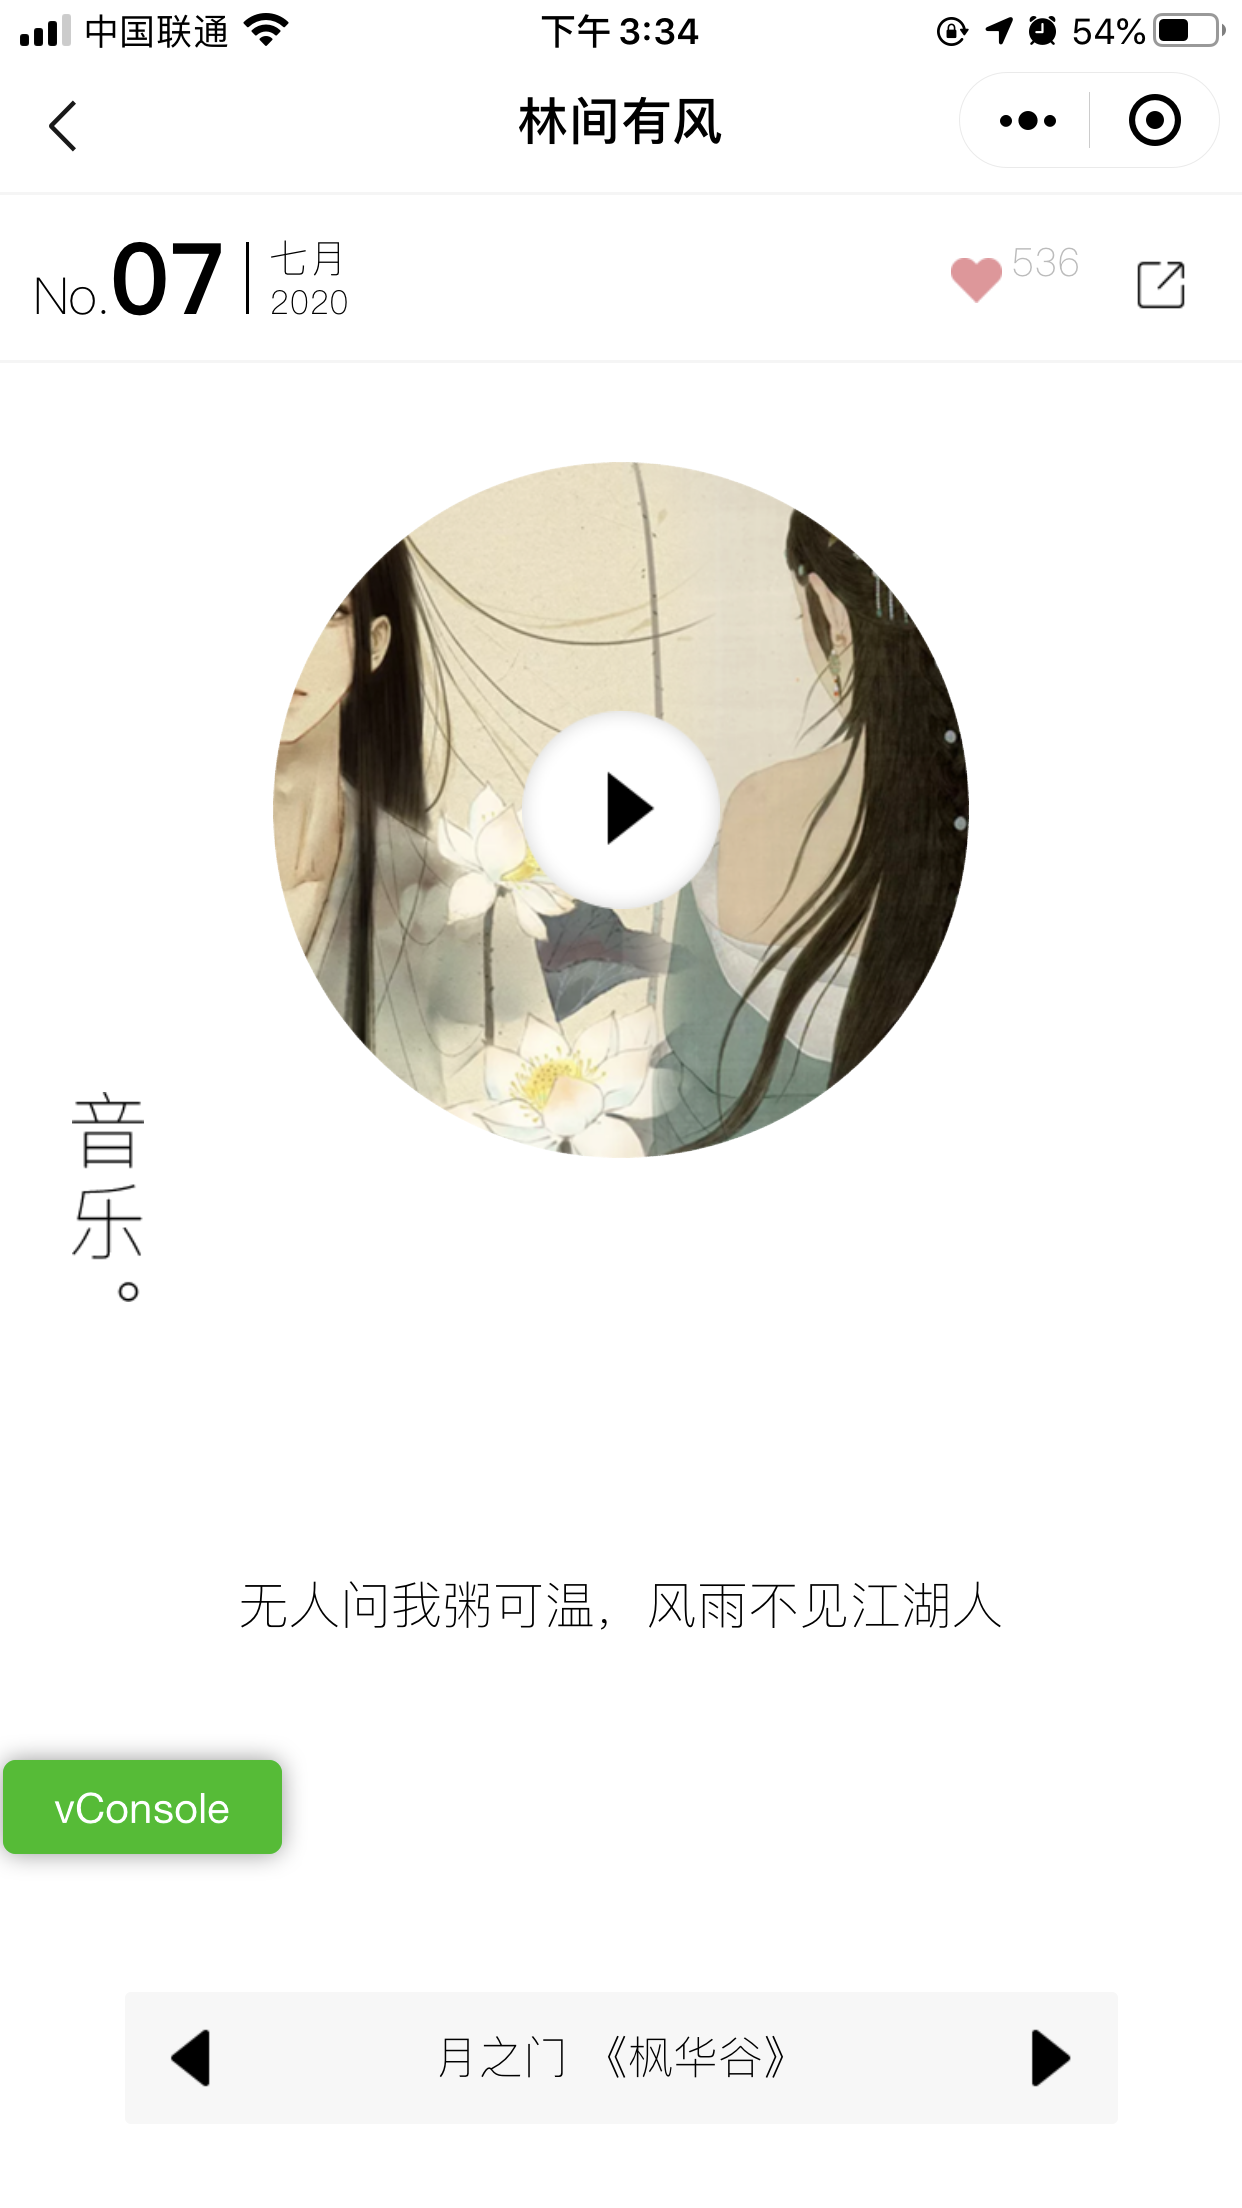 中国联通
下午 3:34
54%
林间有风
No.07
七月
2020
536
音乐。
无人问我粥可温，风雨不见江湖人
vConsole
月之门 《枫华谷》